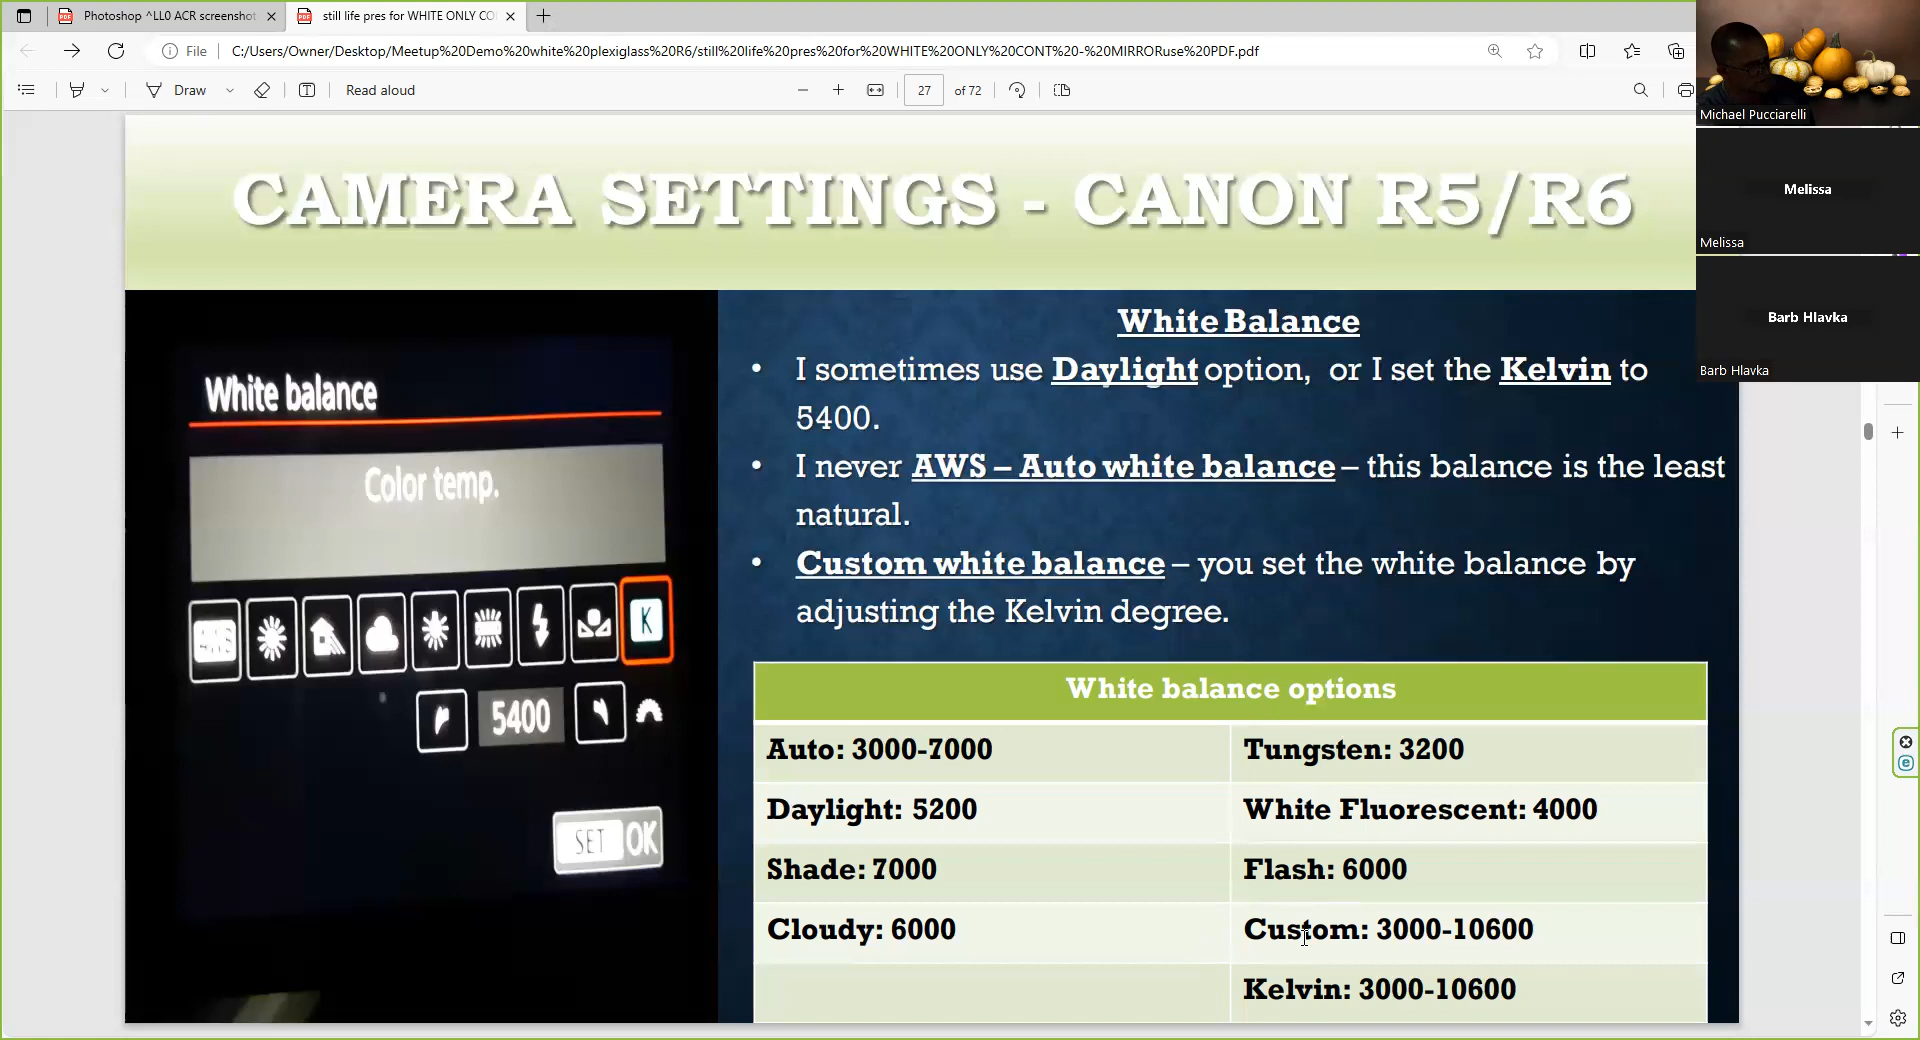 Photoshop ^LL0 ACR screenshot
still life pres for WHITE ONLY CO
File
C:/Users/Owner/Desktop/Meetup%20Demo%20white%20plexiglass%20R6/still%20life%20pres%20for%20WHITE%20ONLY%20CONT%20-%20MIRRORuse%20PDF.pdf
Draw
Read aloud
27
of 72
CAMERA SETTINGS - CANON R5/R6
White balance
Color temp.
K
5400
SET OK
White Balance
• I sometimes use Daylight option, or I set the Kelvin to
5400.
• I never AWS – Auto white balance – this balance is the least
natural.
• Custom white balance – you set the white balance by
adjusting the Kelvin degree.
White balance options
Auto: 3000-7000
Tungsten: 3200
Daylight: 5200
White Fluorescent: 4000
Shade: 7000
Flash: 6000
Cloudy: 6000
Custom: 3000-10600
Kelvin: 3000-10600
Michael Pucciarelli
Melissa
Melissa
Barb Hlavka
Barb Hlavka